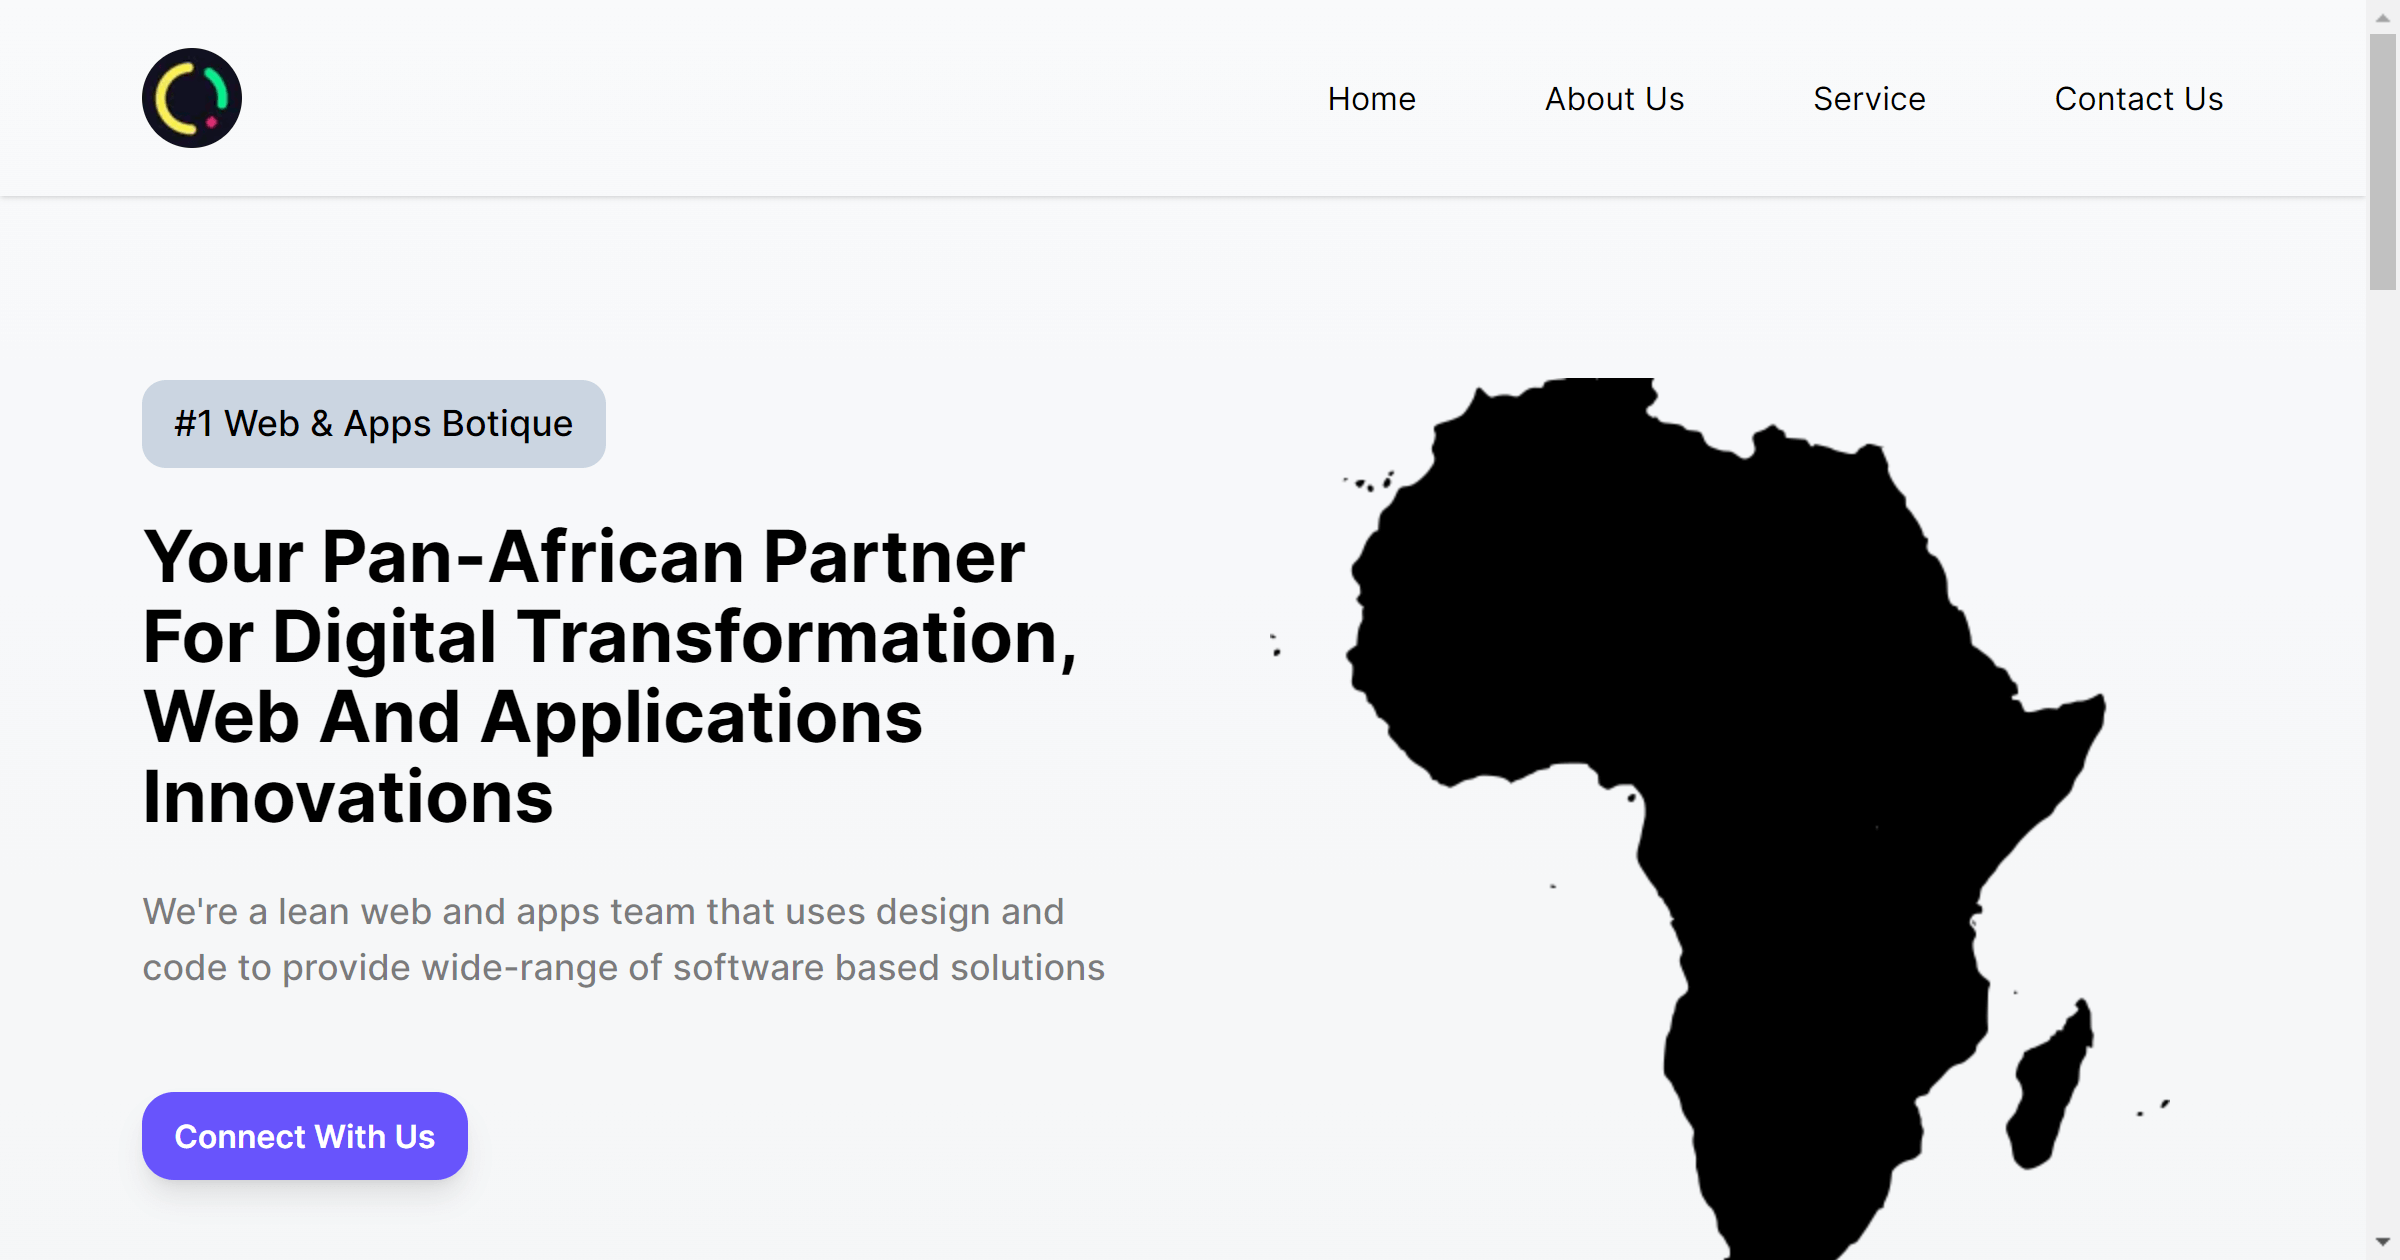 Home
About Us
Service
Contact Us
#1 Web & Apps Botique
Your Pan-African Partner
For Digital Transformation,
Web And Applications
Innovations
We're a lean web and apps team that uses design and
code to provide wide-range of software based solutions
Connect With Us